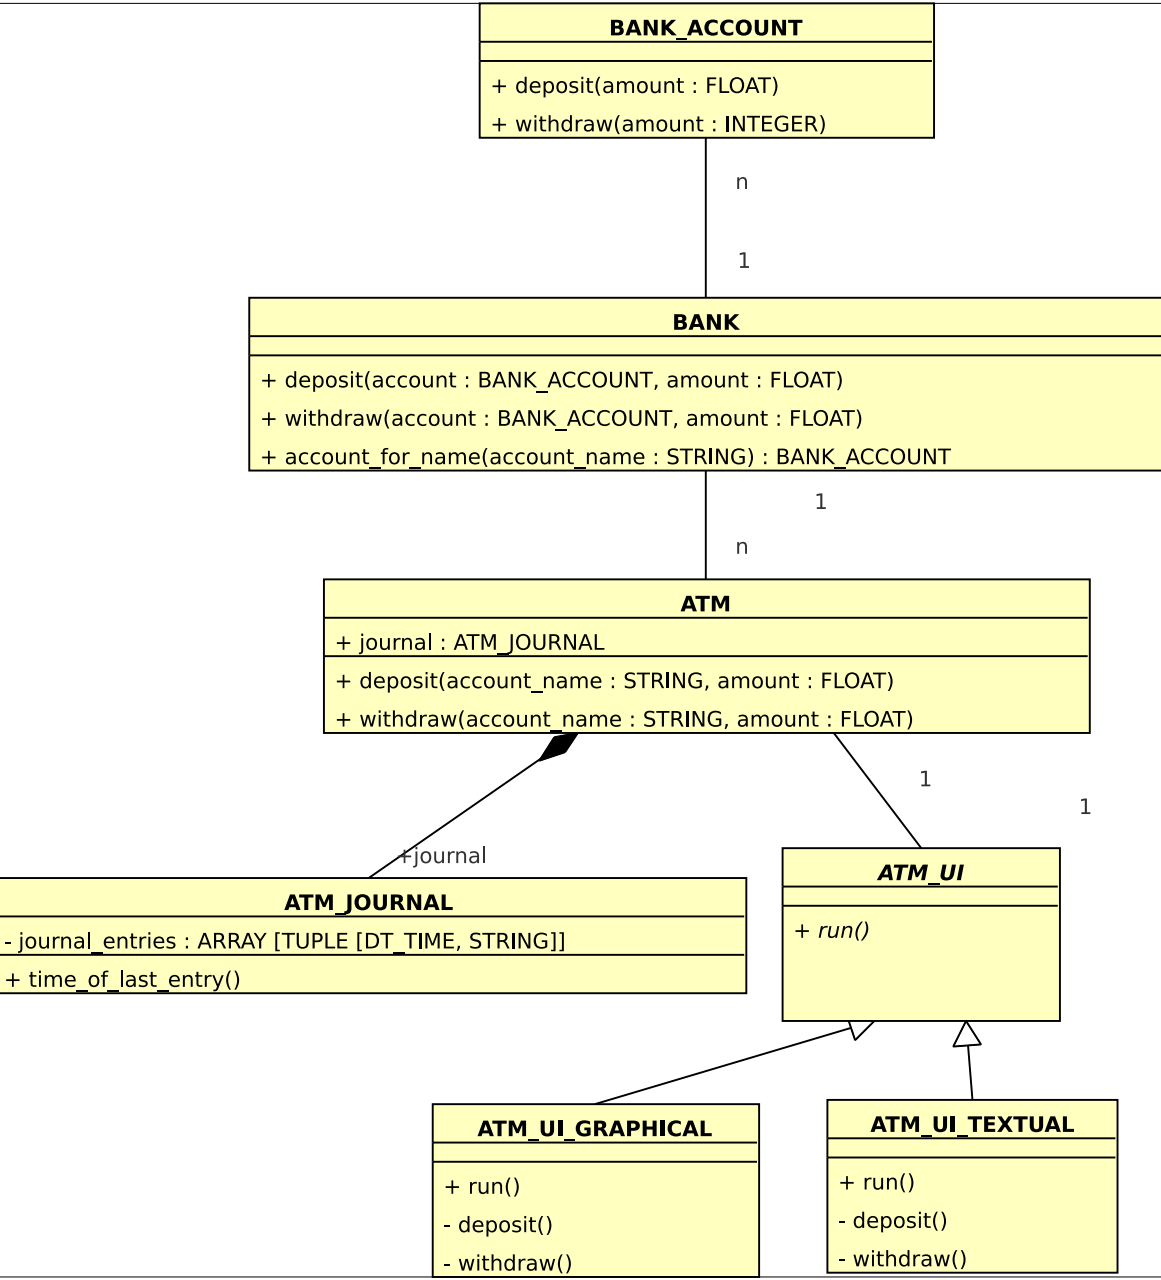 BANK_ACCOUNT
+ deposit(amount : FLOAT)
+ withdraw(amount : INTEGER)
n
1
BANK
+ deposit(account : BANK_ACCOUNT, amount : FLOAT)
+ withdraw(account : BANK_ACCOUNT, amount : FLOAT)
+ account_for_name(account_name : STRING) : BANK_ACCOUNT
1
n
ATM
+ journal : ATM_JOURNAL
+ deposit(account_name : STRING, amount : FLOAT)
+ withdraw(account_name : STRING, amount : FLOAT)
1
1
+journal
ATM_JOURNAL
- journal_entries : ARRAY [TUPLE [DT_TIME, STRING]]
+ time_of_last_entry()
ATM_UI
+ run()
ATM_UI_GRAPHICAL
+ run()
- deposit()
- withdraw()
ATM_UI_TEXTUAL
+ run()
- deposit()
- withdraw()